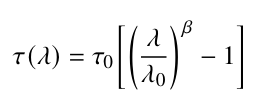 τ(λ) = τ₀[(λ/λ₀)^β − 1]